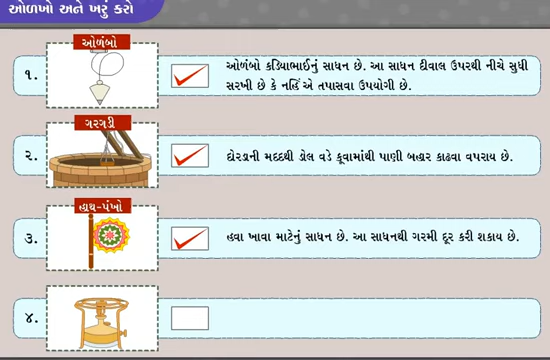 ઓળખો અને ખરું કરો
ઓળંબો
૧.
ઓળંબો કડિયાભાઈનું સાધન છે. આ સાધન દીવાલ ઉપરથી નીચે સુધી
સરખી છે કે નહિં એ તપાસવા ઉપયોગી છે.
ગરગડી
૨.
દોરડાની મદદથી ડોલ વડે કૂવામાંથી પાણી બહાર કાઢવા વપરાય છે.
હાથ-પંખો
૩.
હવા ખાવા માટેનું સાધન છે. આ સાધનથી ગરમી દૂર કરી શકાય છે.
૪.